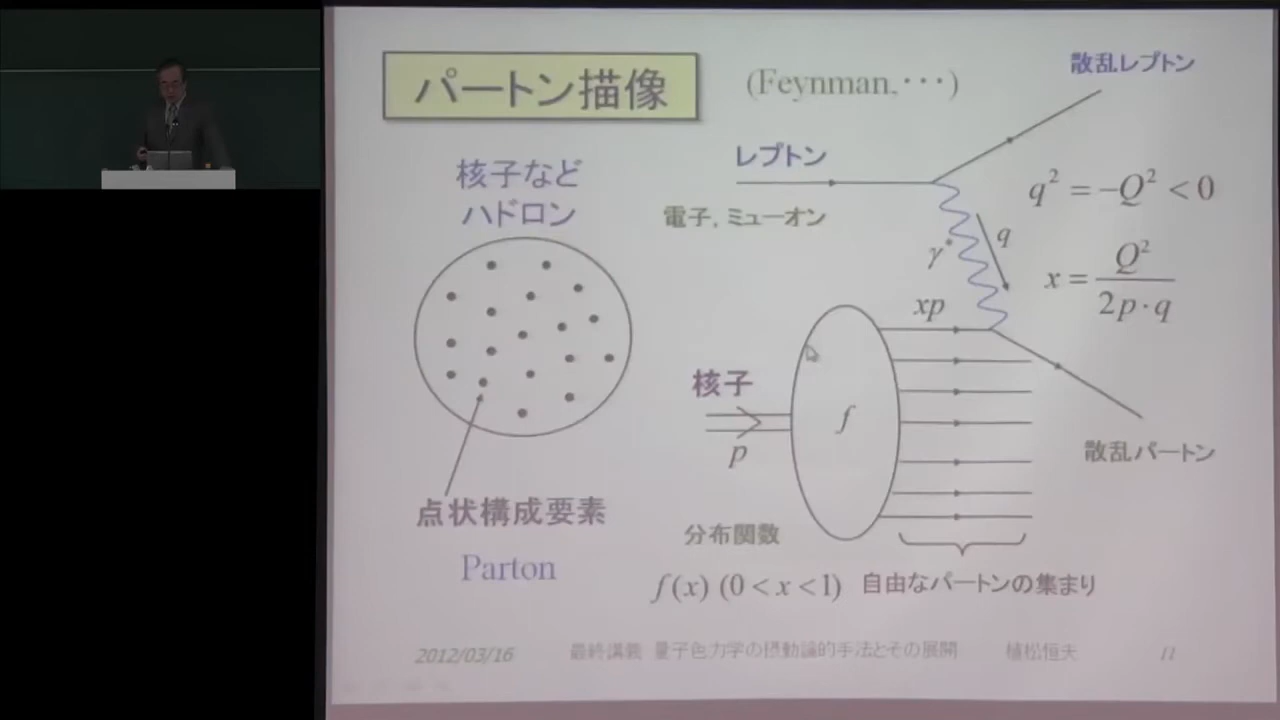 パートン描像
(Feynman,･･･)
散乱レプトン
核子など
ハドロン
レプトン
電子, ミューオン
q² = −Q² < 0
γ*
q
x = Q² / 2p·q
xp
核子
p
f
散乱パートン
点状構成要素
Parton
分布関数
f(x) (0 < x < 1)
自由なパートンの集まり
2012/03/16
最終講義 量子色力学の摂動論的手法とその展開
植松恒夫
11